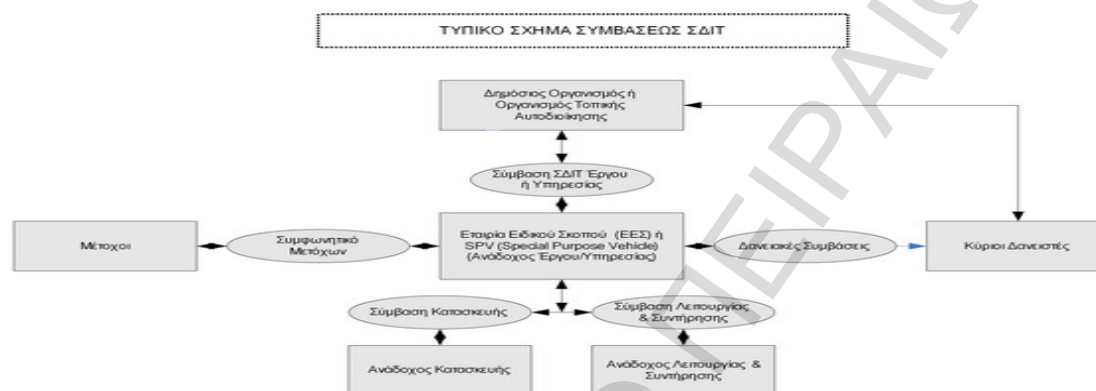 ΤΥΠΙΚΟ ΣΧΗΜΑ ΣΥΜΒΑΣΕΩΣ ΣΔΙΤ
Δημόσιος Οργανισμός ή
Οργανισμός Τοπικής
Αυτοδιοίκησης
Σύμβαση ΣΔΙΤ Έργου
ή Υπηρεσίας
Μέτοχοι
Συμφωνητικό
Μετόχων
Εταιρία Ειδικού Σκοπού (ΕΕΣ) ή
SPV (Special Purpose Vehicle)
(Ανάδοχος Έργου/Υπηρεσίας)
Δανειακές Συμβάσεις
Κύριοι Δανειστές
Σύμβαση Κατασκευής
Σύμβαση Λειτουργίας
& Συντήρησης
Ανάδοχος Κατασκευής
Ανάδοχος Λειτουργίας &
Συντήρησης
ΠΕΙΡΑΙΩ